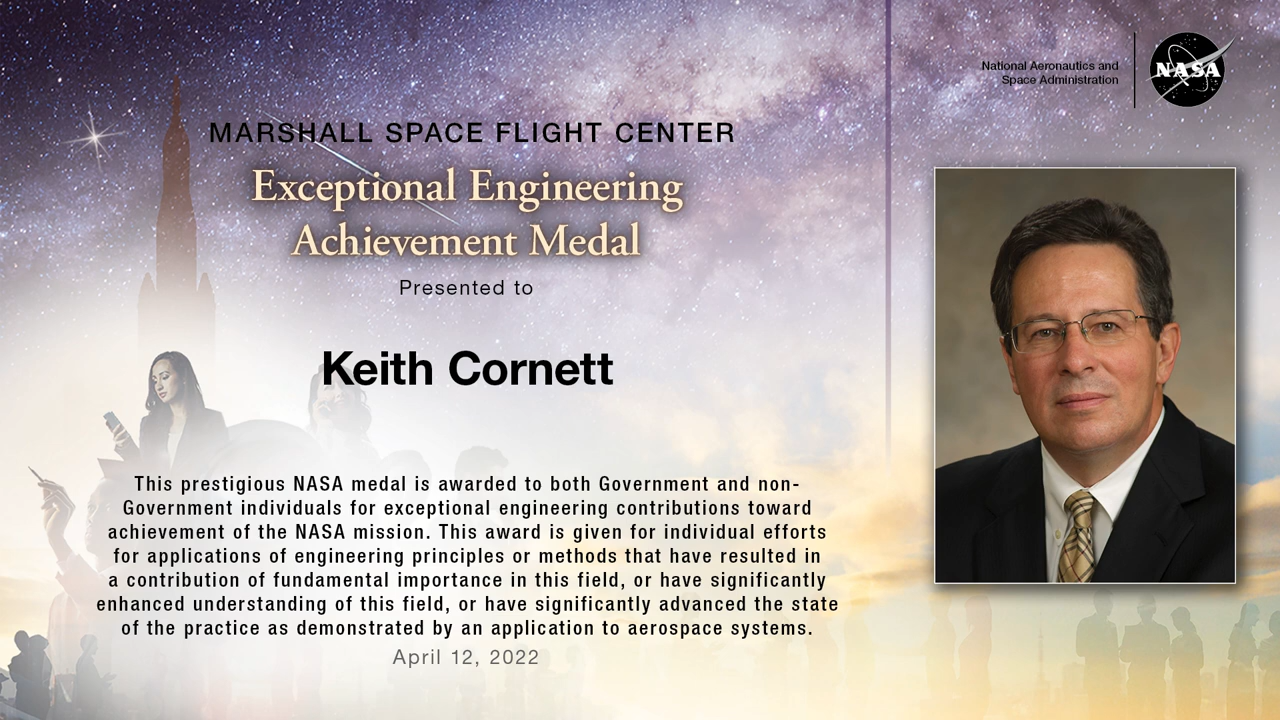 National Aeronautics and
Space Administration
NASA
MARSHALL SPACE FLIGHT CENTER
Exceptional Engineering
Achievement Medal
Presented to
Keith Cornett
This prestigious NASA medal is awarded to both Government and non-
Government individuals for exceptional engineering contributions toward
achievement of the NASA mission. This award is given for individual efforts
for applications of engineering principles or methods that have resulted in
a contribution of fundamental importance in this field, or have significantly
enhanced understanding of this field, or have significantly advanced the state
of the practice as demonstrated by an application to aerospace systems.
April 12, 2022